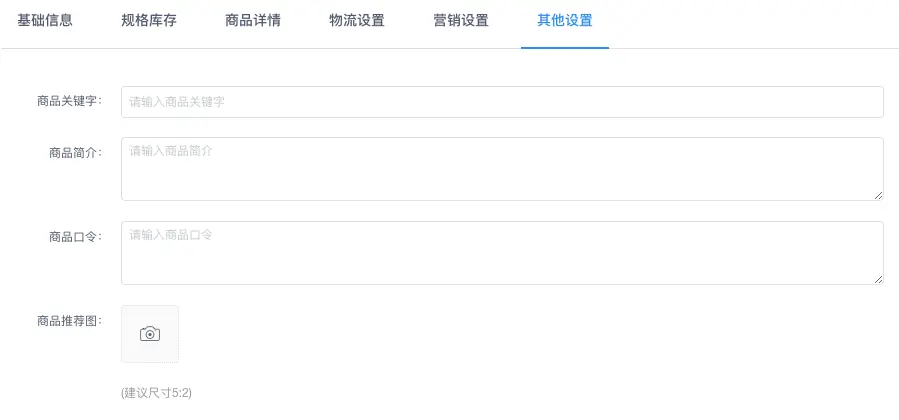 基础信息 规格库存 商品详情 物流设置 营销设置 其他设置
商品关键字： 请输入商品关键字
商品简介： 请输入商品简介
商品口令： 请输入商品口令
商品推荐图：
(建议尺寸5:2)